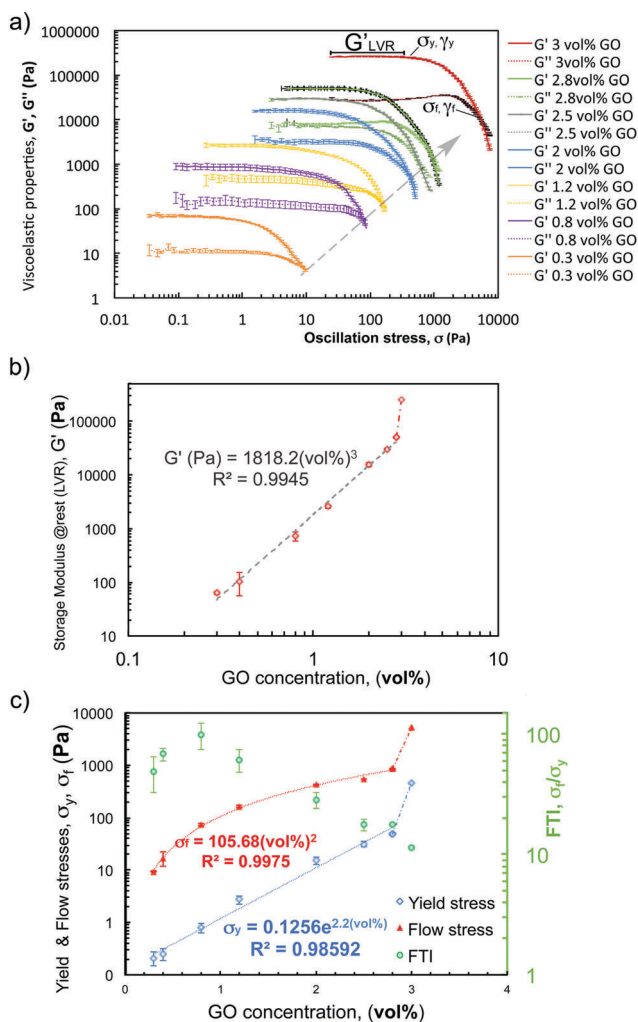 a)
Viscoelastic properties, G', G'' (Pa)
1000000
100000
10000
1000
100
10
1
0.01
0.1
1
10
100
1000
10000
Oscillation stress, σ (Pa)
G'LVR
σy, γy
σf, γf
G' 3 vol% GO
G'' 3vol% GO
G' 2.8vol% GO
G'' 2.8vol% GO
G' 2.5 vol% GO
G'' 2.5 vol% GO
G' 2 vol% GO
G'' 2 vol% GO
G' 1.2 vol% GO
G'' 1.2 vol% GO
G' 0.8 vol% GO
G'' 0.8 vol% GO
G' 0.3 vol% GO
G' 0.3 vol% GO
b)
Storage Modulus @rest (LVR), G' (Pa)
100000
10000
1000
100
10
0.1
1
10
GO concentration, (vol%)
G' (Pa) = 1818.2(vol%)³
R² = 0.9945
c)
Yield & Flow stresses, σy, σf (Pa)
10000
1000
100
10
1
0
0
1
2
3
4
GO concentration, (vol%)
σf = 105.68(vol%)²
R² = 0.9975
σy = 0.1256e2.2(vol%)
R² = 0.98592
Yield stress
Flow stress
FTI
100
10
1
FTI, σf/σy